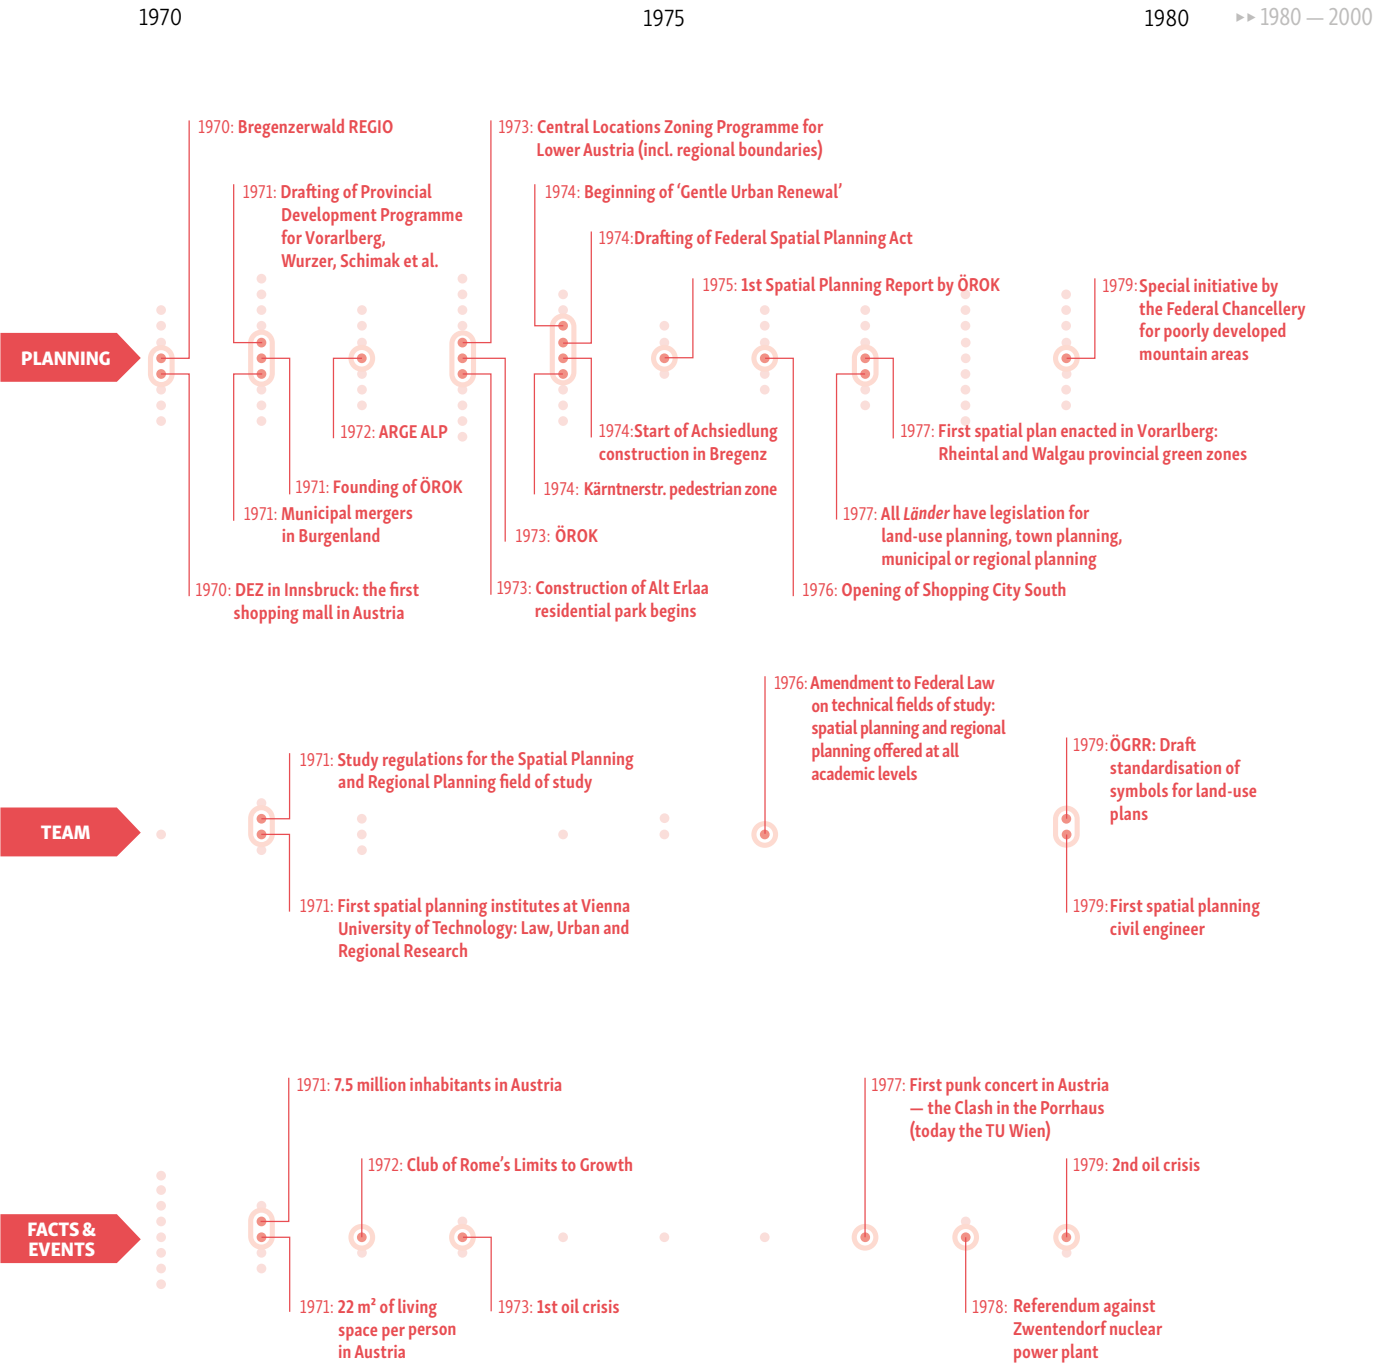 1970
1975
1980
▸▸ 1980 — 2000
1970: Bregenzerwald REGIO
1973: Central Locations Zoning Programme for
Lower Austria (incl. regional boundaries)
1971: Drafting of Provincial
Development Programme
for Vorarlberg,
Wurzer, Schimak et al.
1974: Beginning of ‘Gentle Urban Renewal’
1974:Drafting of Federal Spatial Planning Act
1975: 1st Spatial Planning Report by ÖROK
1979:Special initiative by
the Federal Chancellery
for poorly developed
mountain areas
PLANNING
1972: ARGE ALP
1974:Start of Achsiedlung
construction in Bregenz
1977: First spatial plan enacted in Vorarlberg:
Rheintal and Walgau provincial green zones
1971: Founding of ÖROK
1974: Kärntnerstr. pedestrian zone
1971: Municipal mergers
in Burgenland
1977: All Länder have legislation for
land-use planning, town planning,
municipal or regional planning
1973: ÖROK
1970: DEZ in Innsbruck: the first
shopping mall in Austria
1973: Construction of Alt Erlaa
residential park begins
1976: Opening of Shopping City South
1976: Amendment to Federal Law
on technical fields of study:
spatial planning and regional
planning offered at all
academic levels
1971: Study regulations for the Spatial Planning
and Regional Planning field of study
1979:ÖGRR: Draft
standardisation of
symbols for land-use
plans
TEAM
1971: First spatial planning institutes at Vienna
University of Technology: Law, Urban and
Regional Research
1979:First spatial planning
civil engineer
1971: 7.5 million inhabitants in Austria
1977: First punk concert in Austria
— the Clash in the Porrhaus
(today the TU Wien)
1972: Club of Rome’s Limits to Growth
1979: 2nd oil crisis
FACTS &
EVENTS
1971: 22 m² of living
space per person
in Austria
1973: 1st oil crisis
1978: Referendum against
Zwentendorf nuclear
power plant